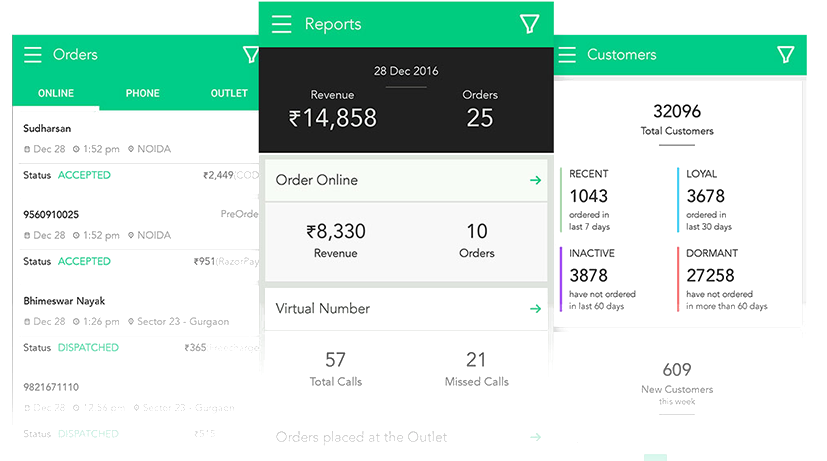 Orders
ONLINE PHONE OUTLET
Sudharsan
Dec 28 1:52 pm NOIDA
Status ACCEPTED ₹2,449(COD
9560910025 PreOrde
Dec 28 1:52 pm NOIDA
Status ACCEPTED ₹951(RazorPay
Bhimeswar Nayak
Dec 28 1:26 pm Sector 23 - Gurgaon
Status DISPATCHED ₹365
9821671110
Dec 28 12:56 pm Sector 23 - Gurgaon
Status DISPATCHED ₹515
Reports
28 Dec 2016
Revenue Orders
₹14,858 25
Order Online
₹8,330 10
Revenue Orders
Virtual Number
57 21
Total Calls Missed Calls
Orders placed at the Outlet
Customers
32096
Total Customers
RECENT LOYAL
1043 3678
ordered in ordered in
last 7 days last 30 days
INACTIVE DORMANT
3878 27258
have not ordered have not ordered
in last 60 days in more than 60 days
609
New Customers
this week